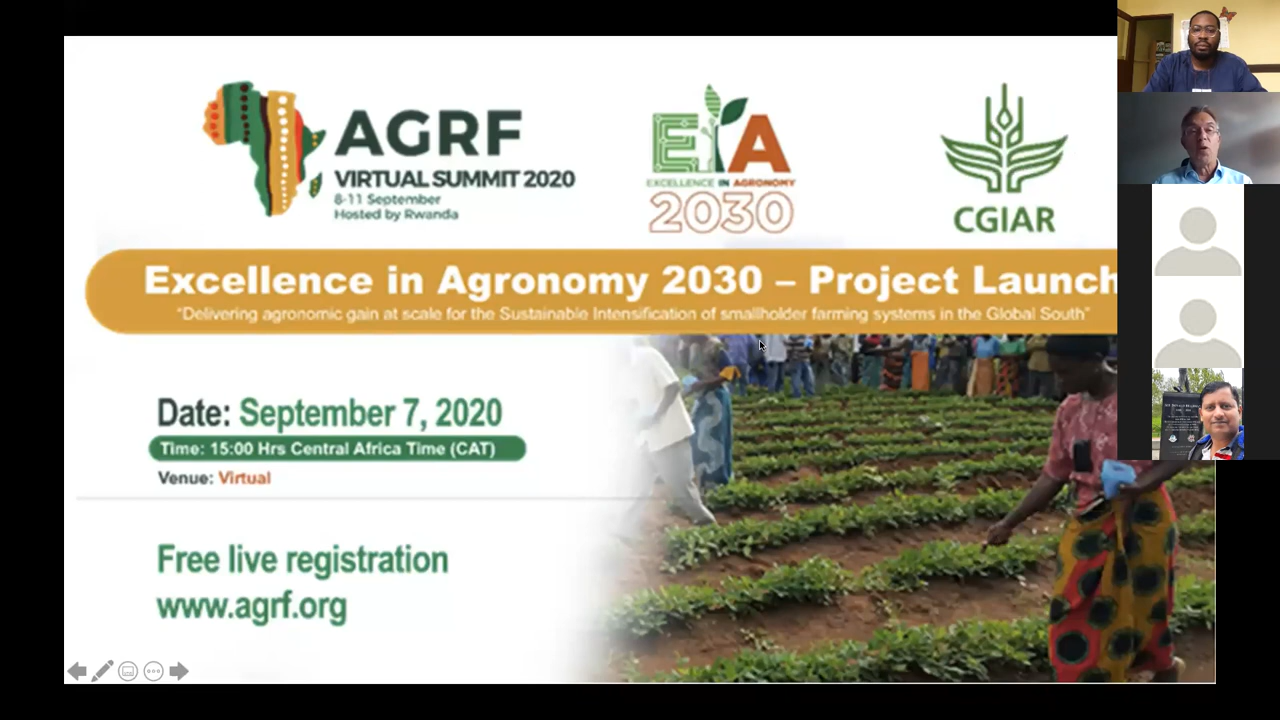 AGRF
VIRTUAL SUMMIT 2020
8-11 September
Hosted by Rwanda
EiA
EXCELLENCE IN AGRONOMY
2030
CGIAR
Excellence in Agronomy 2030 – Project Launch
"Delivering agronomic gain at scale for the Sustainable Intensification of smallholder farming systems in the Global South"
Date: September 7, 2020
Time: 15:00 Hrs Central Africa Time (CAT)
Venue: Virtual
Free live registration
www.agrf.org